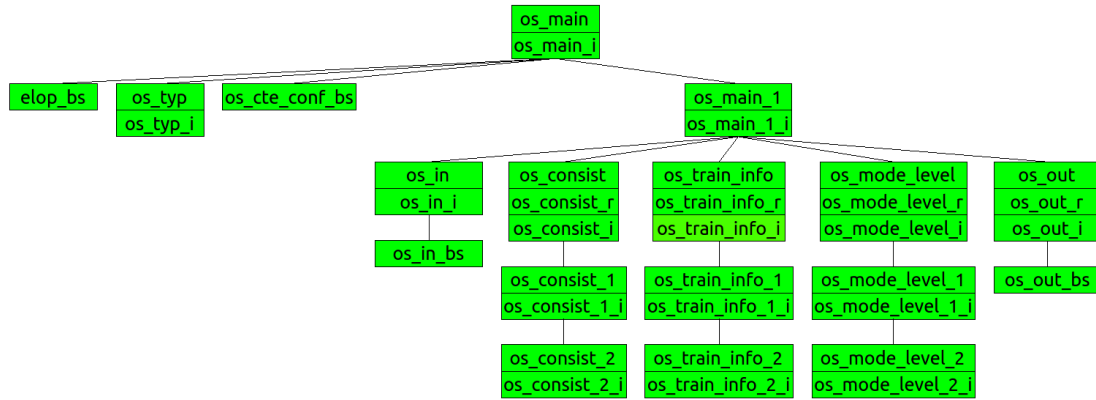 os_main
os_main_i
elop_bs
os_typ
os_typ_i
os_cte_conf_bs
os_main_1
os_main_1_i
os_in
os_in_i
os_in_bs
os_consist
os_consist_r
os_consist_i
os_consist_1
os_consist_1_i
os_consist_2
os_consist_2_i
os_train_info
os_train_info_r
os_train_info_i
os_train_info_1
os_train_info_1_i
os_train_info_2
os_train_info_2_i
os_mode_level
os_mode_level_r
os_mode_level_i
os_mode_level_1
os_mode_level_1_i
os_mode_level_2
os_mode_level_2_i
os_out
os_out_r
os_out_i
os_out_bs